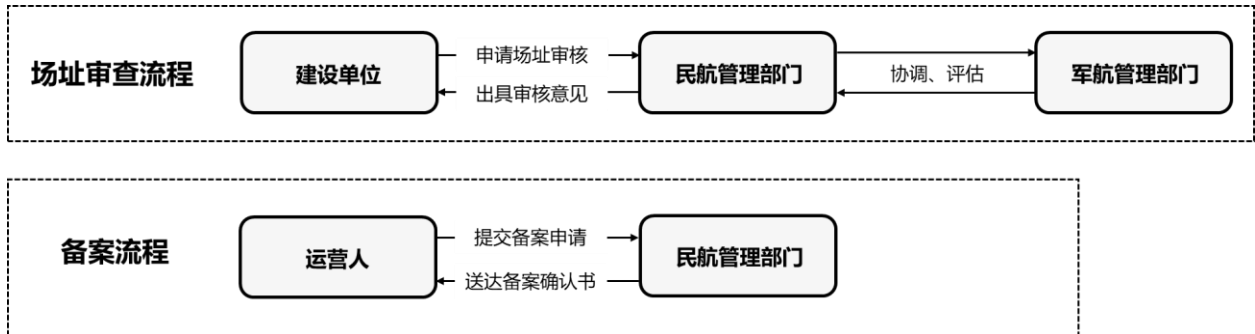 场址审查流程
建设单位
申请场址审核
出具审核意见
民航管理部门
协调、评估
军航管理部门
备案流程
运营人
提交备案申请
送达备案确认书
民航管理部门